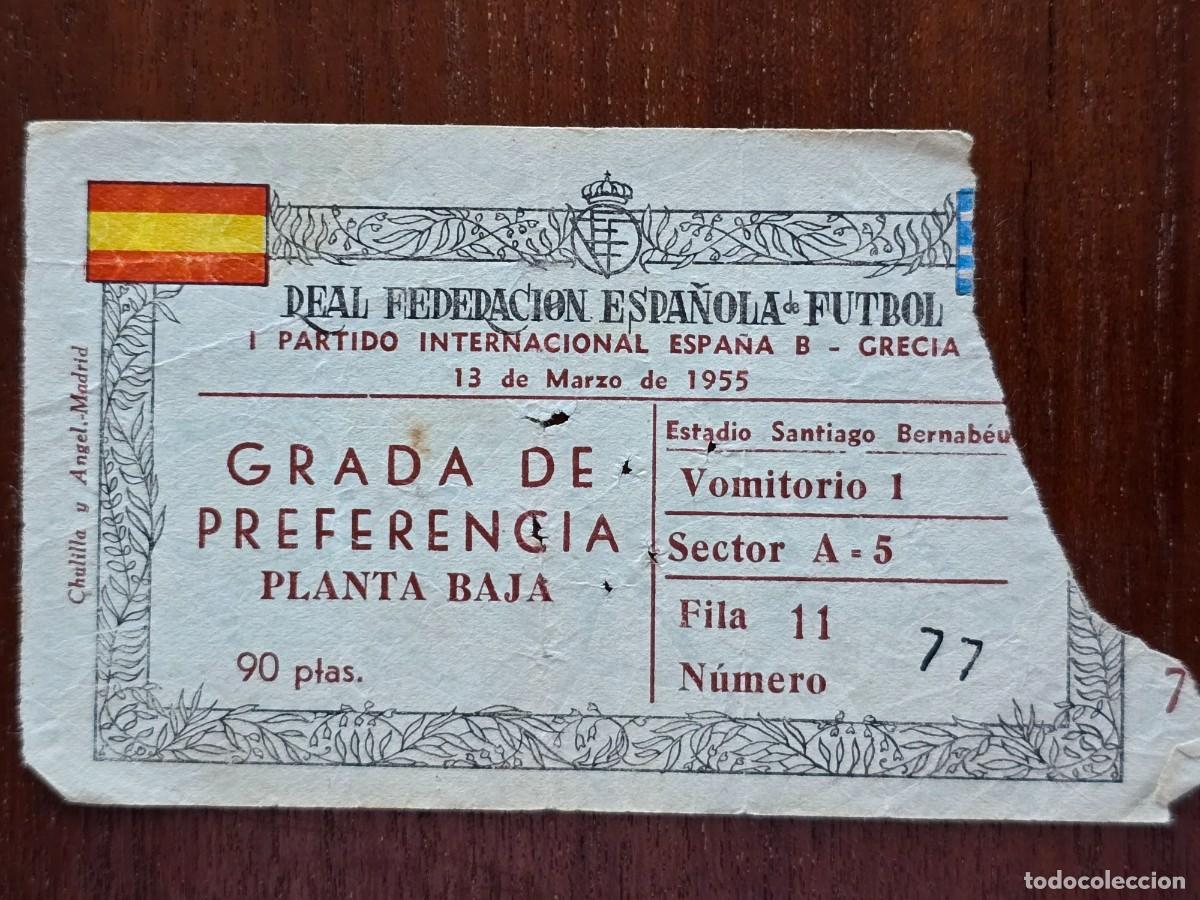 REAL FEDERACION ESPAÑOLA de FUTBOL
I PARTIDO INTERNACIONAL ESPAÑA B - GRECIA
13 de Marzo de 1955
GRADA DE
PREFERENCIA
PLANTA BAJA
90 ptas.
Estadio Santiago Bernabéu
Vomitorio 1
Sector A = 5
Fila 11
Número 77
7
Chulilla y Angel.-Madrid
todocoleccion